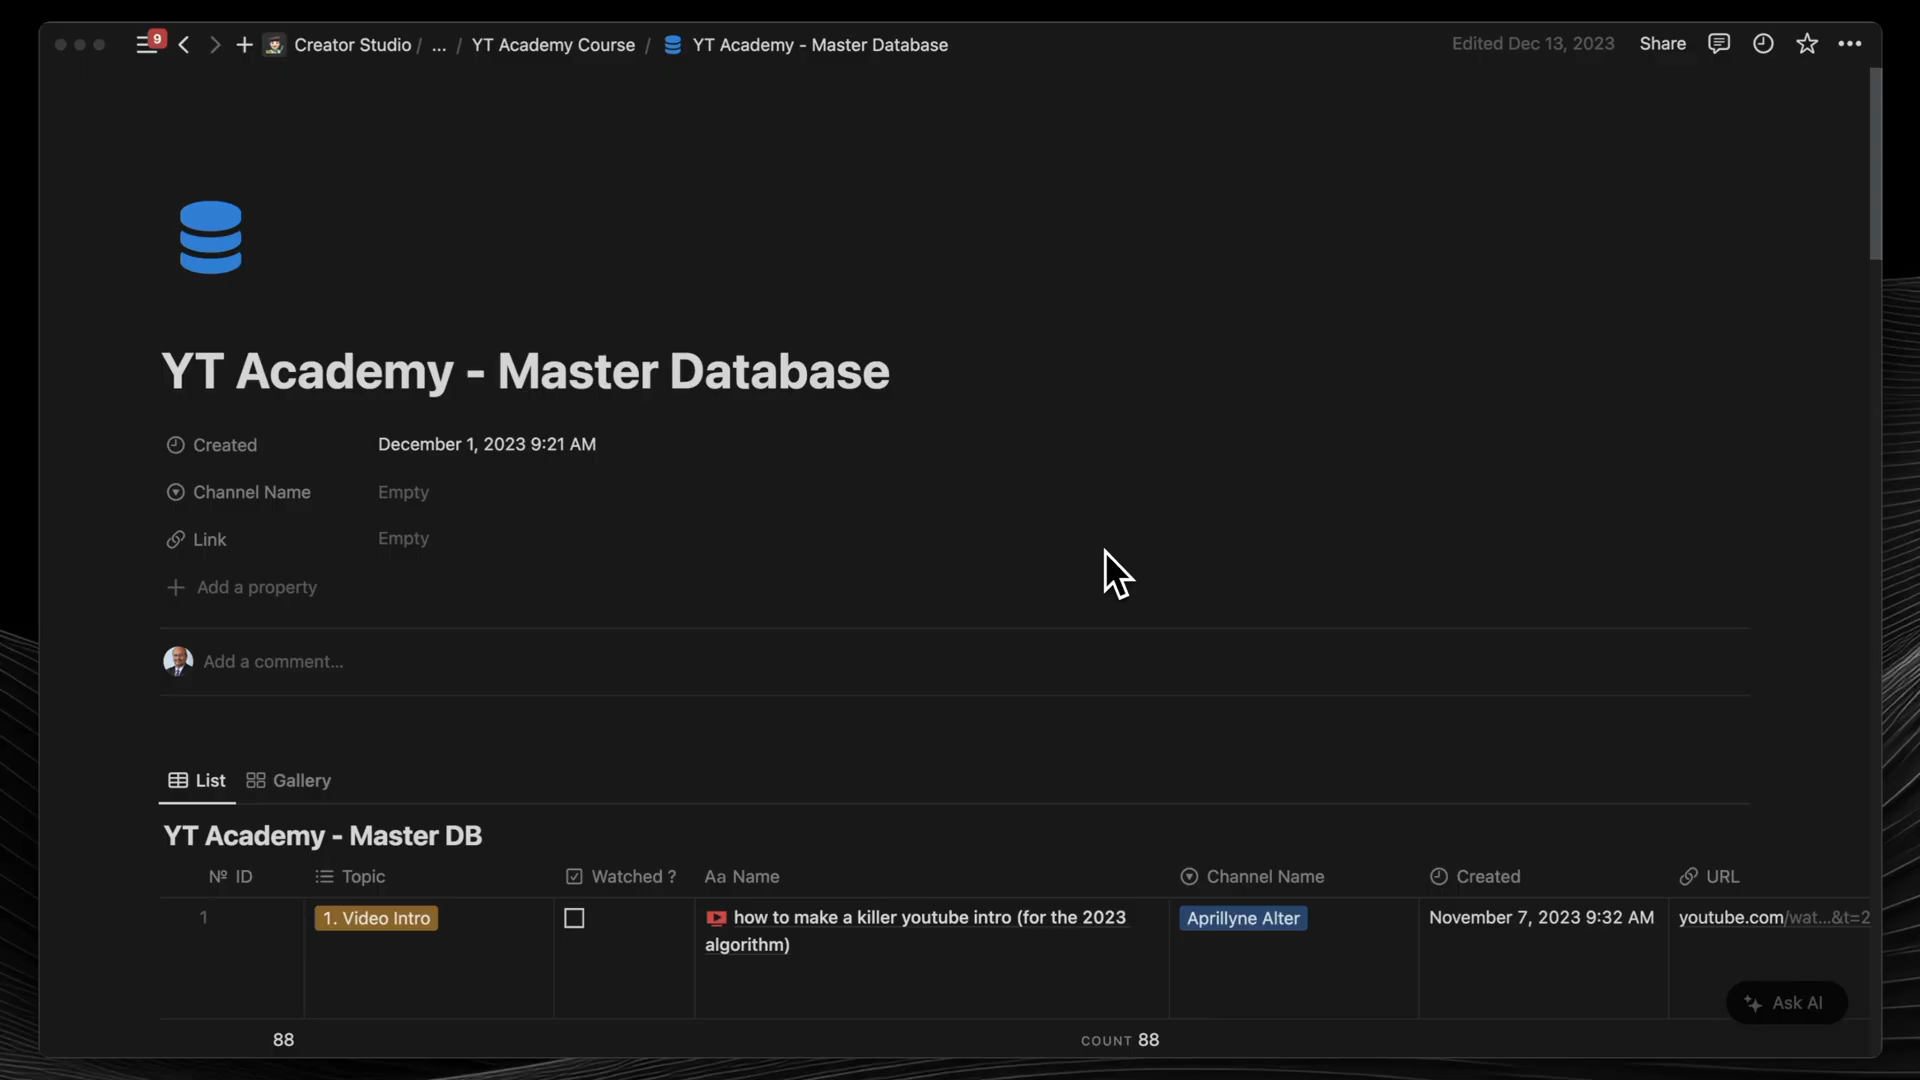 9 Creator Studio / ... / YT Academy Course / YT Academy - Master Database Edited Dec 13, 2023 Share
YT Academy - Master Database
Created December 1, 2023 9:21 AM
Channel Name Empty
Link Empty
Add a property
Add a comment...
List Gallery
YT Academy - Master DB
№ ID Topic Watched ? Aa Name Channel Name Created URL
1 1. Video Intro how to make a killer youtube intro (for the 2023 Aprillyne Alter November 7, 2023 9:32 AM youtube.com/wat...&t=2
algorithm)
Ask AI
88 COUNT 88